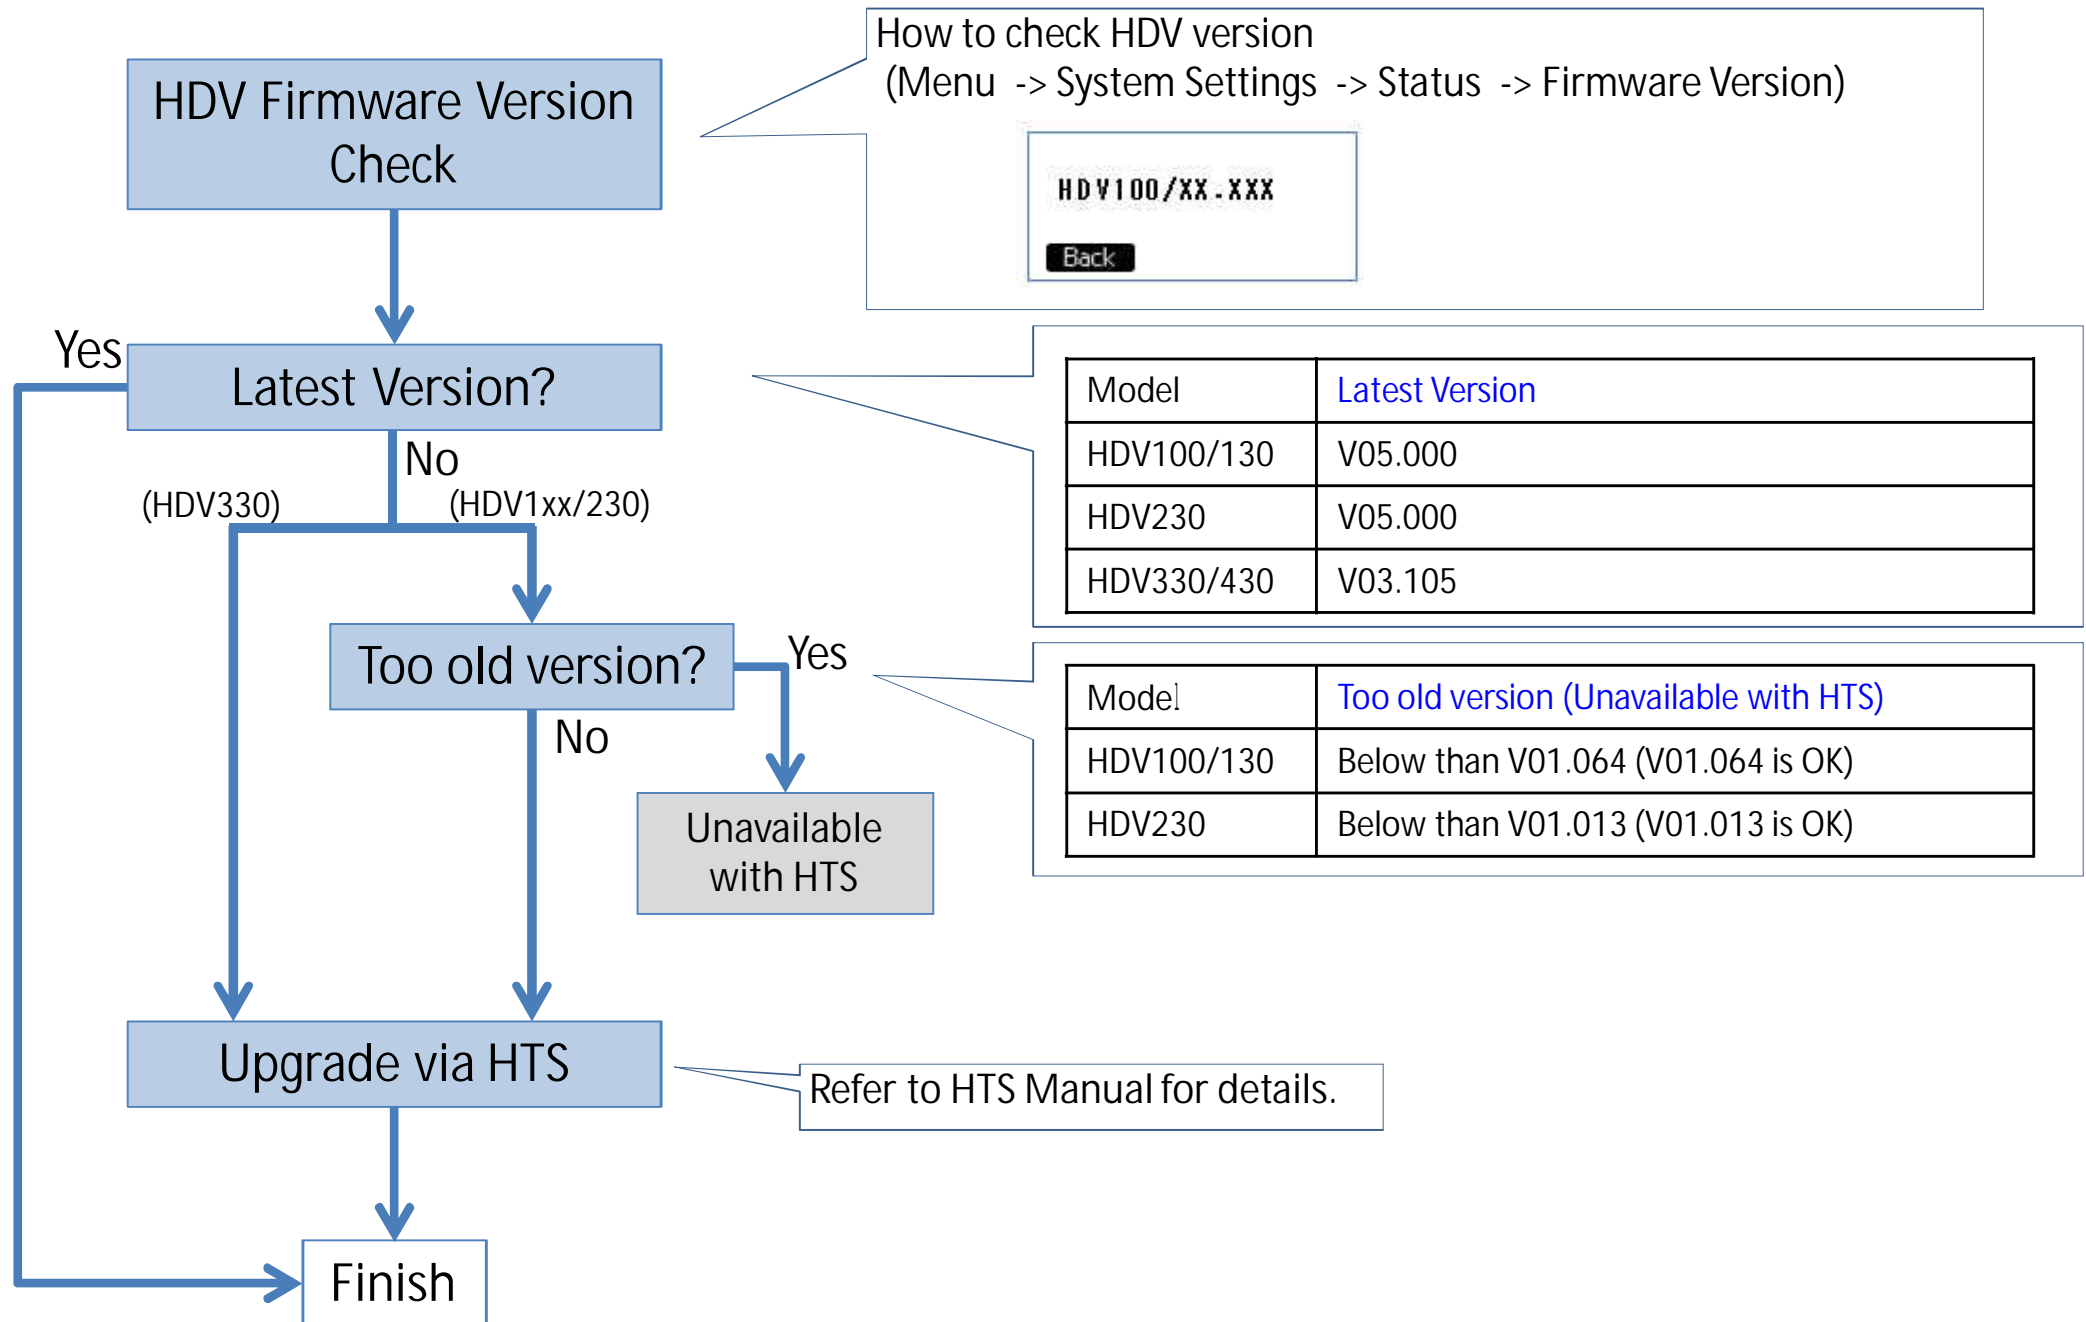 How to check HDV version
(Menu -> System Settings -> Status -> Firmware Version)
HDV Firmware Version
Check
HDV100/XX-XXX
Back
Yes
Latest Version?
Model Latest Version
HDV100/130 V05.000
HDV230 V05.000
HDV330/430 V03.105
No
(HDV330) (HDV1xx/230)
Too old version?
Yes
Model Too old version (Unavailable with HTS)
HDV100/130 Below than V01.064 (V01.064 is OK)
HDV230 Below than V01.013 (V01.013 is OK)
No
Unavailable
with HTS
Upgrade via HTS
Refer to HTS Manual for details.
Finish